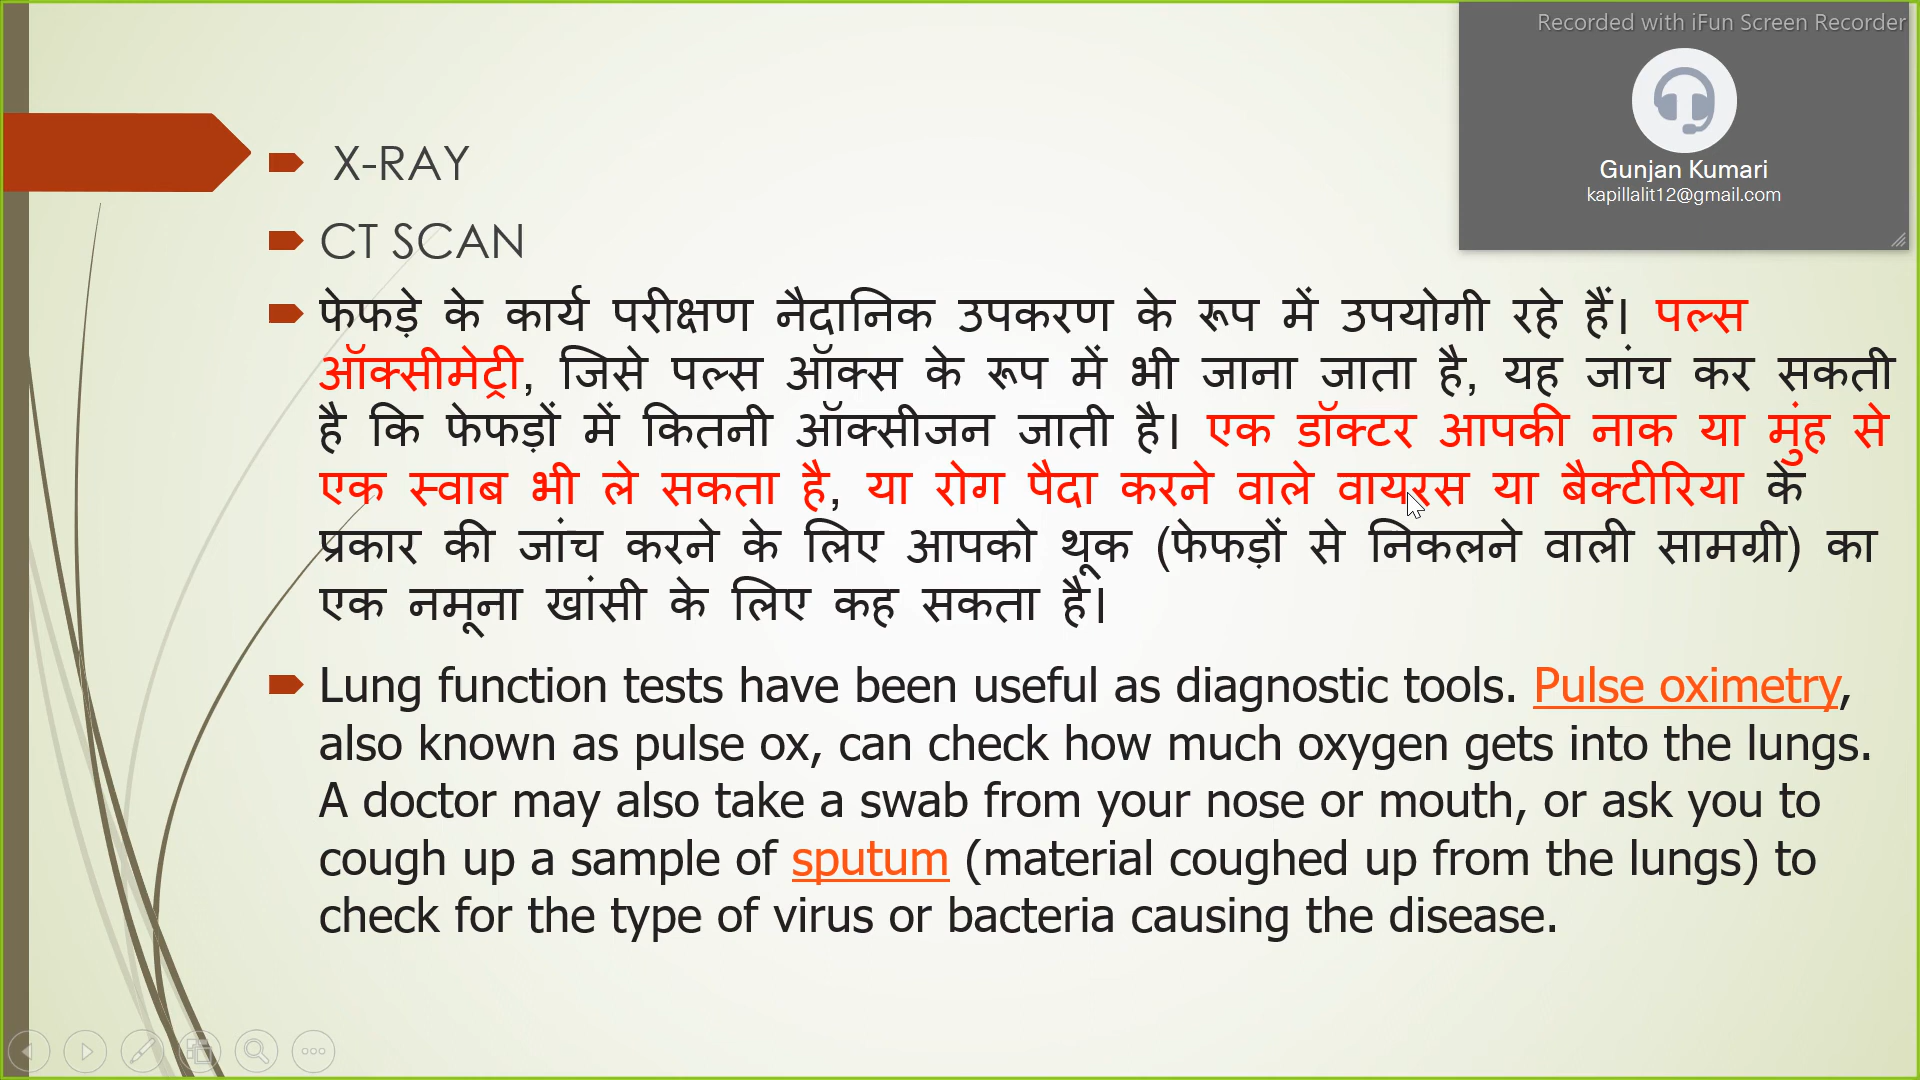 Recorded with iFun Screen Recorder
Gunjan Kumari
kapillalit12@gmail.com
X-RAY
CT SCAN
फेफड़े के कार्य परीक्षण नैदानिक उपकरण के रूप में उपयोगी रहे हैं। पल्स
ऑक्सीमेट्री, जिसे पल्स ऑक्स के रूप में भी जाना जाता है, यह जांच कर सकती
है कि फेफड़ों में कितनी ऑक्सीजन जाती है। एक डॉक्टर आपकी नाक या मुंह से
एक स्वाब भी ले सकता है, या रोग पैदा करने वाले वायरस या बैक्टीरिया के
प्रकार की जांच करने के लिए आपको थूक (फेफड़ों से निकलने वाली सामग्री) का
एक नमूना खांसी के लिए कह सकता है।
Lung function tests have been useful as diagnostic tools. Pulse oximetry,
also known as pulse ox, can check how much oxygen gets into the lungs.
A doctor may also take a swab from your nose or mouth, or ask you to
cough up a sample of sputum (material coughed up from the lungs) to
check for the type of virus or bacteria causing the disease.